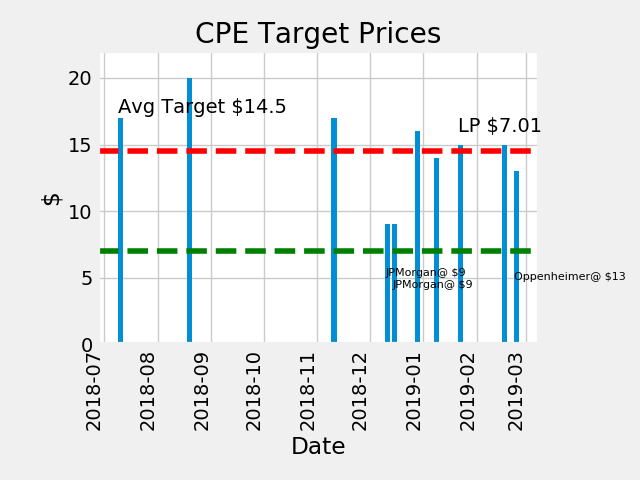 CPE Target Prices
20
Avg Target $14.5
LP $7.01
15
10
$
JPMorgan@ $9
JPMorgan@ $9
Oppenheimer@ $13
5
0
2018-07
2018-08
2018-09
2018-10
2018-11
2018-12
2019-01
2019-02
2019-03
Date